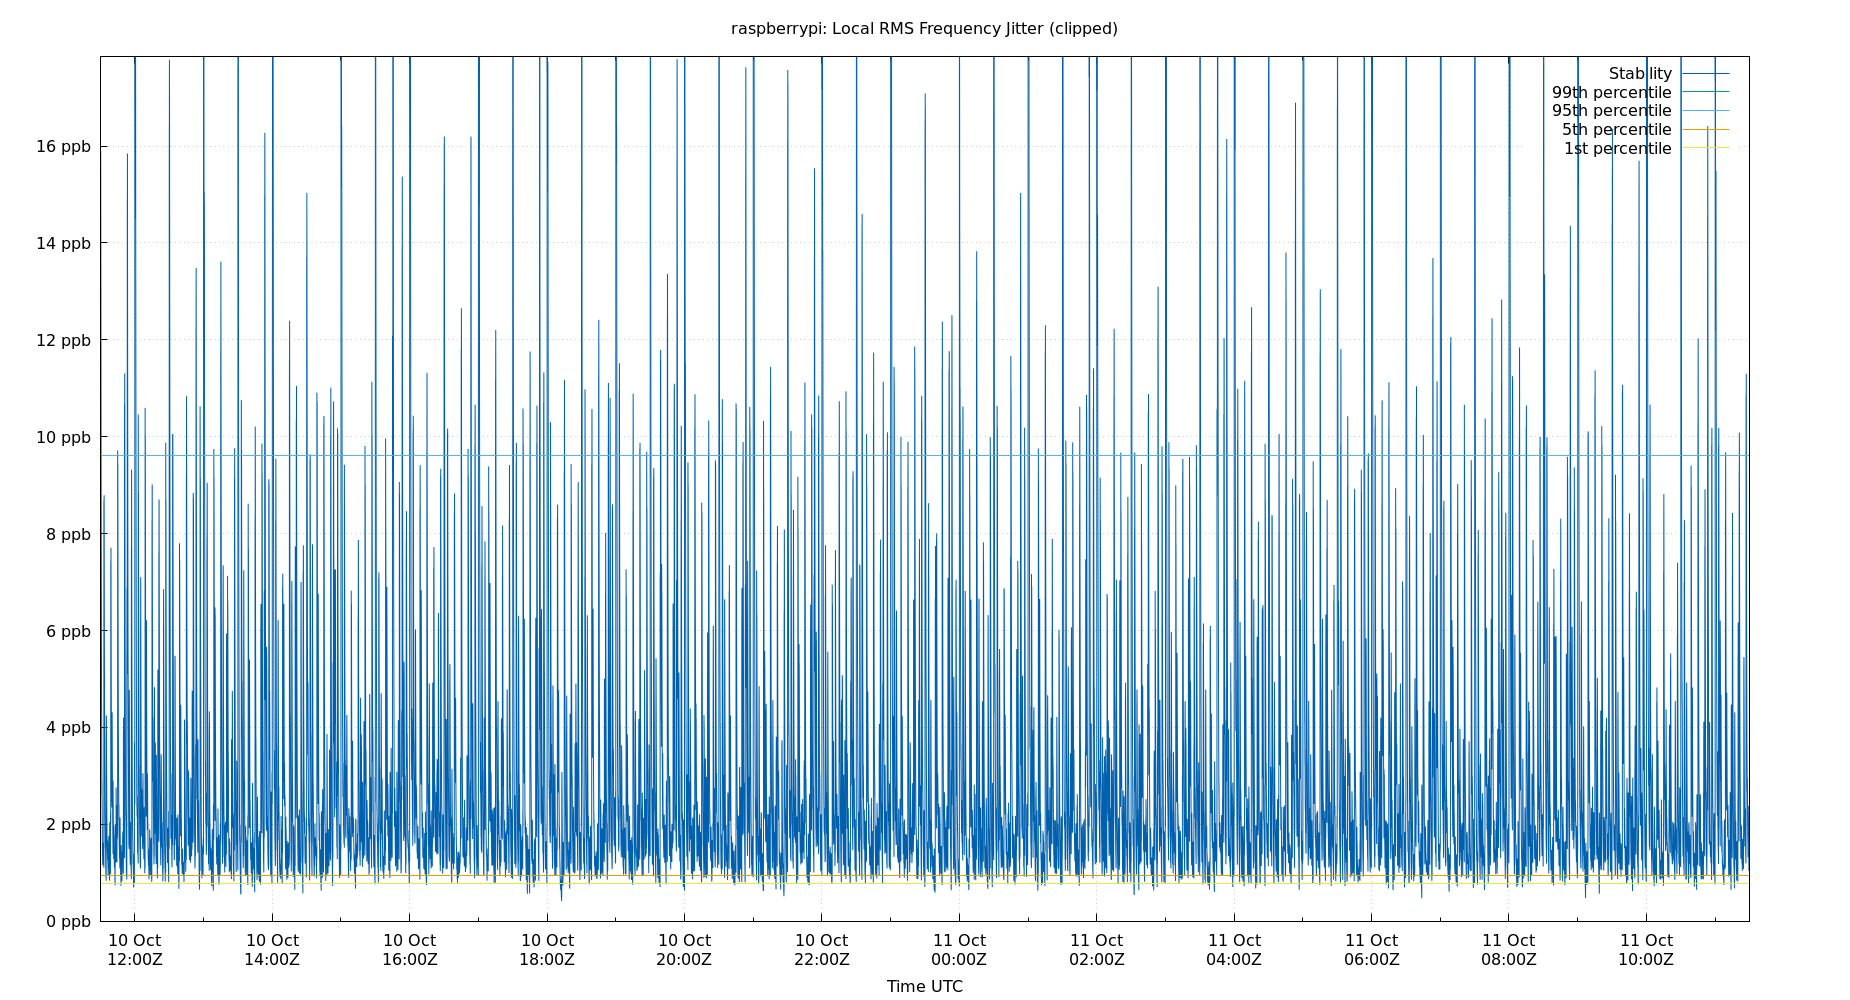 raspberrypi: Local RMS Frequency Jitter (clipped)
Stability
99th percentile
95th percentile
5th percentile
1st percentile
16 ppb
14 ppb
12 ppb
10 ppb
8 ppb
6 ppb
4 ppb
2 ppb
0 ppb
10 Oct 10 Oct 10 Oct 10 Oct 10 Oct 10 Oct 11 Oct 11 Oct 11 Oct 11 Oct 11 Oct 11 Oct
12:00Z 14:00Z 16:00Z 18:00Z 20:00Z 22:00Z 00:00Z 02:00Z 04:00Z 06:00Z 08:00Z 10:00Z
Time UTC